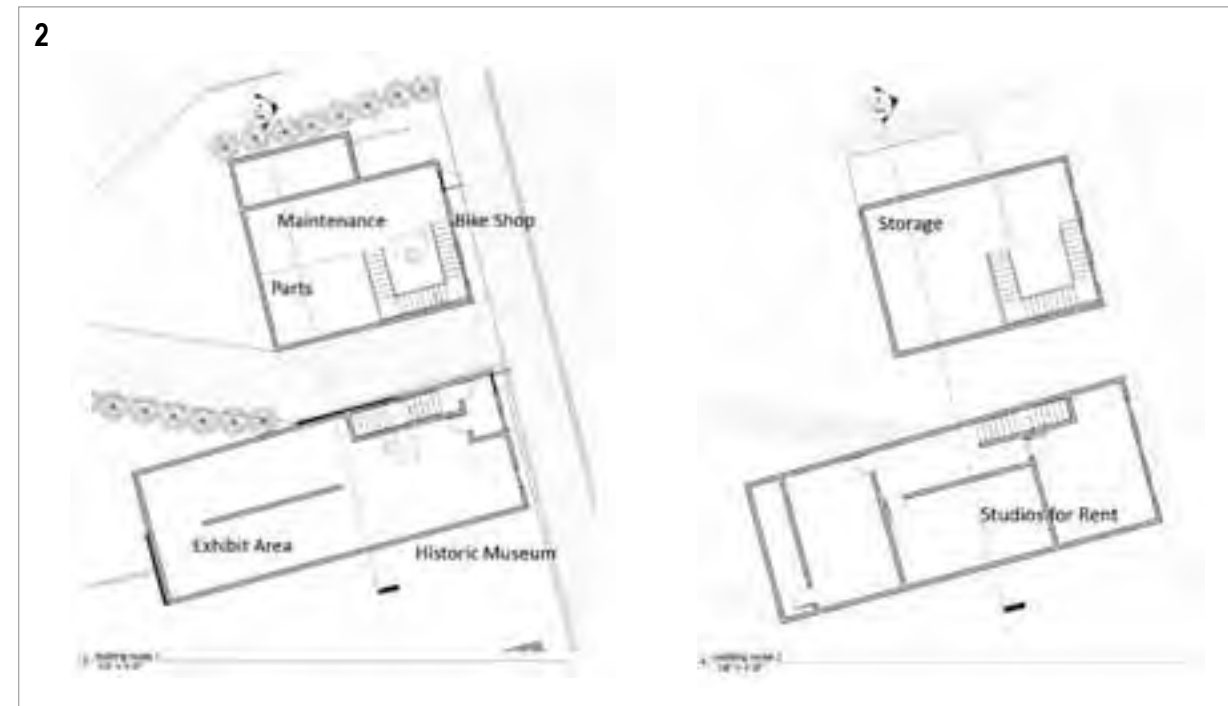 2
Maintenance
Bike Shop
Parts
Exhibit Area
Historic Museum
Storage
Studios for Rent